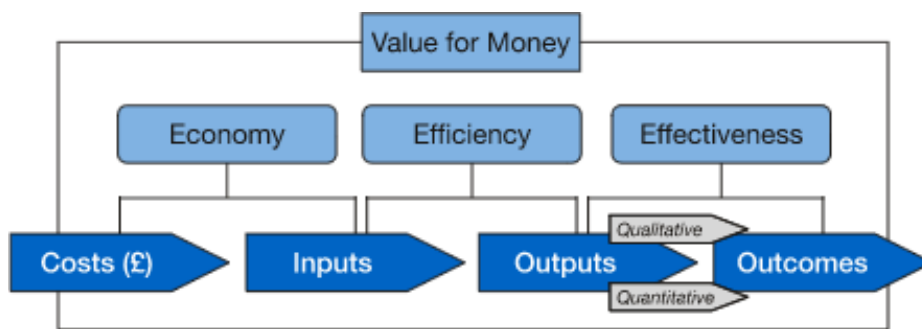 Value for Money
Economy
Efficiency
Effectiveness
Qualitative
Costs (£)
Inputs
Outputs
Outcomes
Quantitative